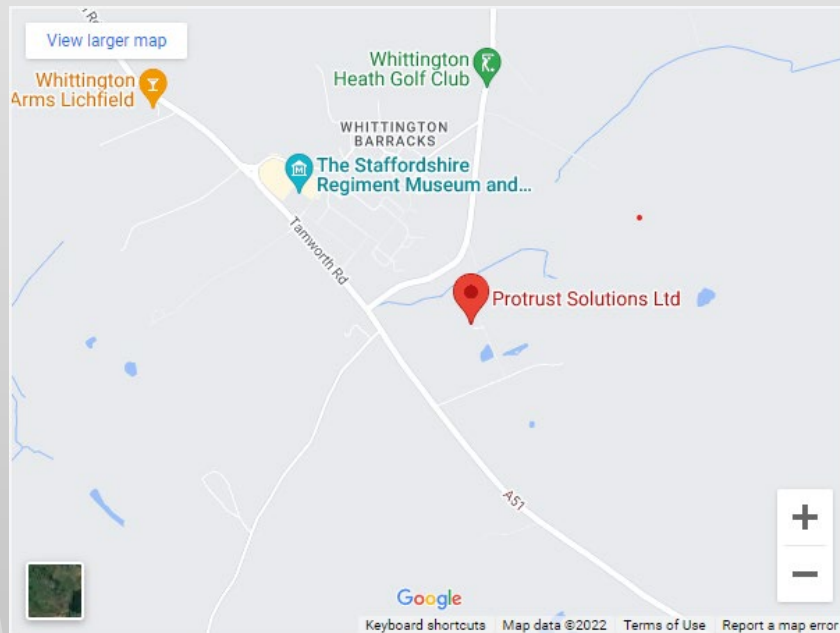 View larger map
Whittington
Arms Lichfield
Whittington
Heath Golf Club
WHITTINGTON
BARRACKS
The Staffordshire
Regiment Museum and...
Tamworth Rd
Protrust Solutions Ltd
A51
Google
Keyboard shortcuts
Map data ©2022
Terms of Use
Report a map error